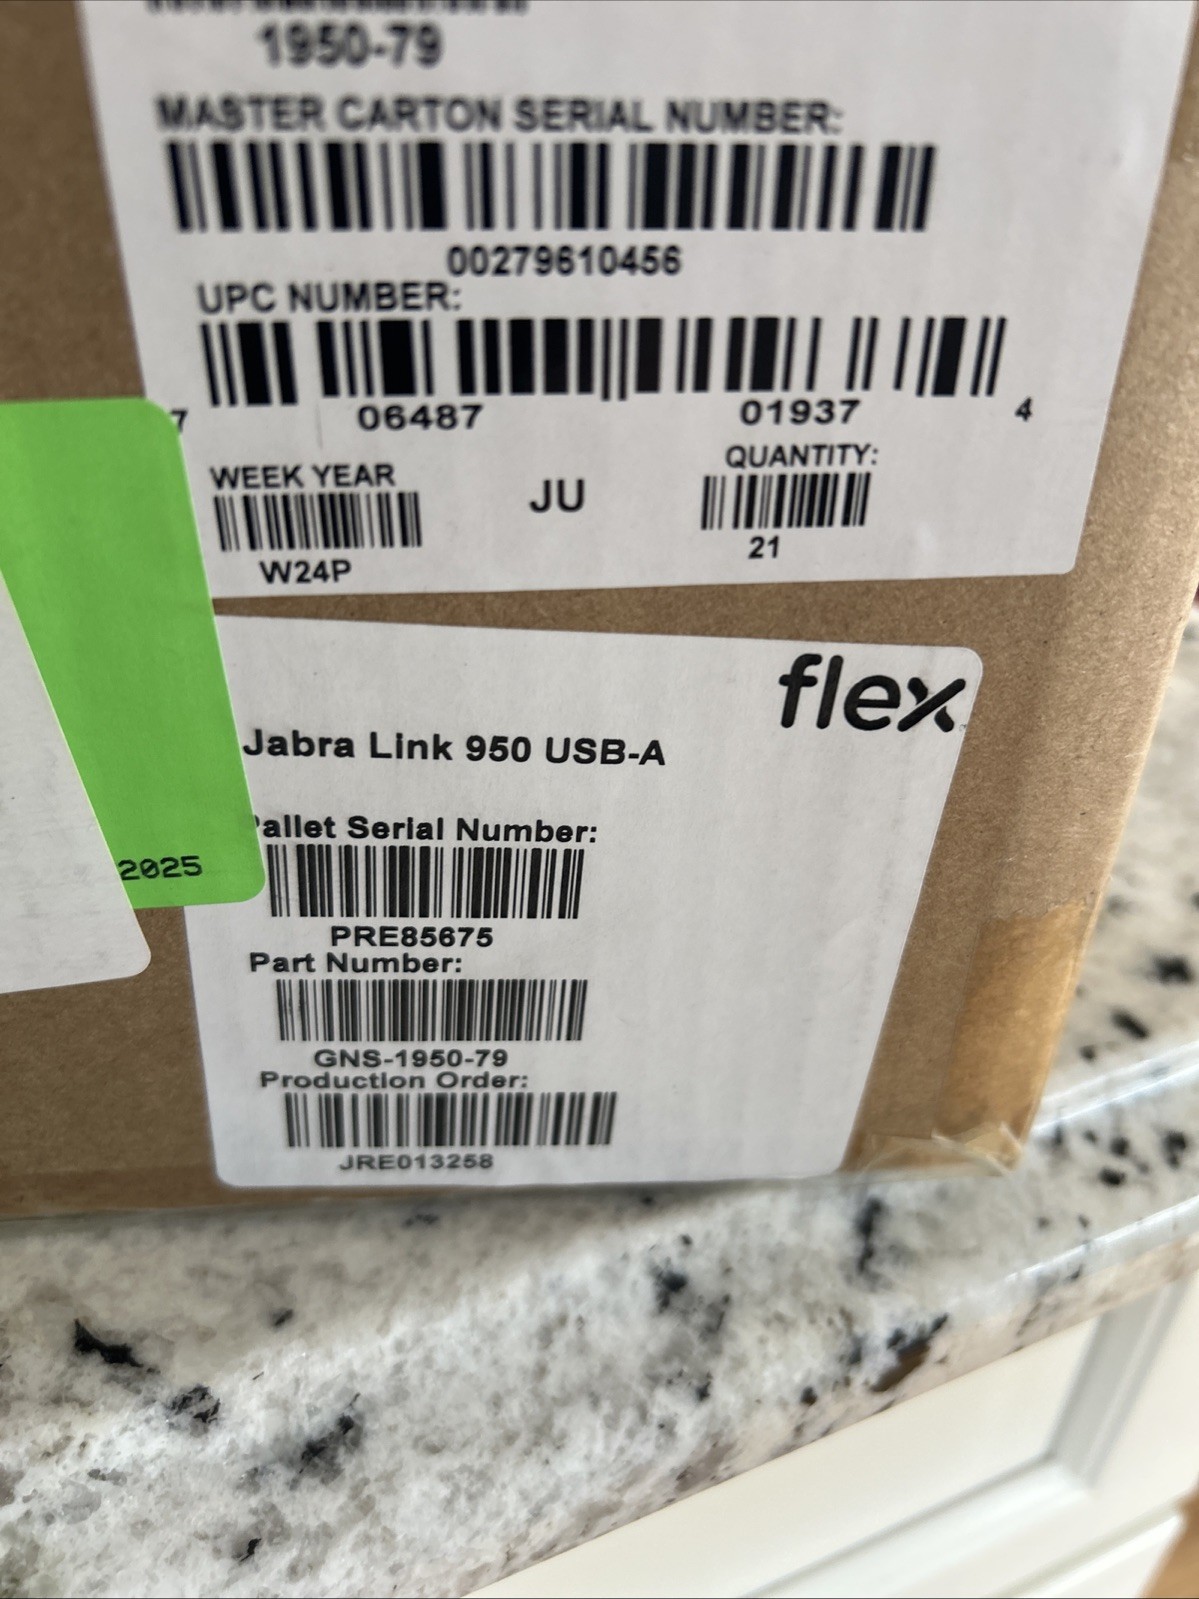 1950-79
MASTER CARTON SERIAL NUMBER:
00279610456
UPC NUMBER:
7 06487 01937 4
WEEK YEAR
W24P
JU
QUANTITY:
21
flex
Jabra Link 950 USB-A
Pallet Serial Number:
PRE85675
Part Number:
GNS-1950-79
Production Order:
JRE013258
2025